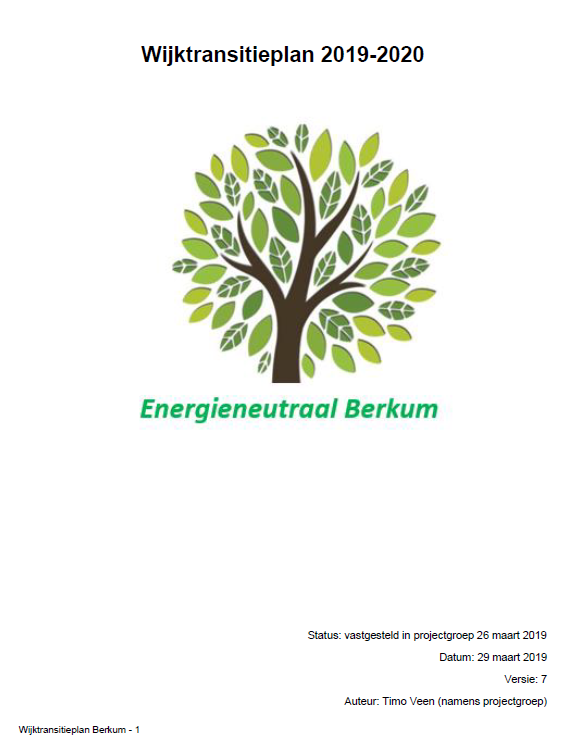 Wijktransitieplan 2019-2020
Energieneutraal Berkum
Status: vastgesteld in projectgroep 26 maart 2019
Datum: 29 maart 2019
Versie: 7
Auteur: Timo Veen (namens projectgroep)
Wijktransitieplan Berkum - 1